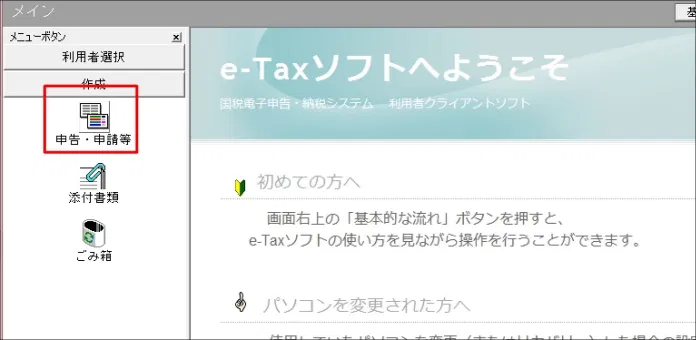 メイン
基
メニューボタン
利用者選択
作成
申告・申請等
添付書類
ごみ箱
e-Taxソフトへようこそ
国税電子申告・納税システム 利用者クライアントソフト
初めての方へ
画面右上の「基本的な流れ」ボタンを押すと、
e-Taxソフトの使い方を見ながら操作を行うことができます。
パソコンを変更された方へ